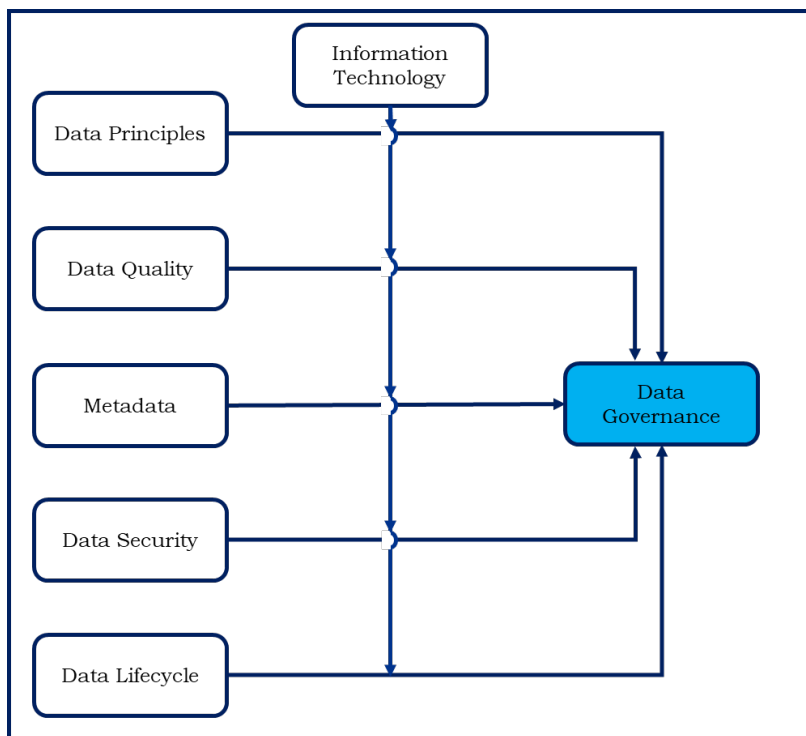 Information
Technology
Data Principles
Data Quality
Metadata
Data
Governance
Data Security
Data Lifecycle